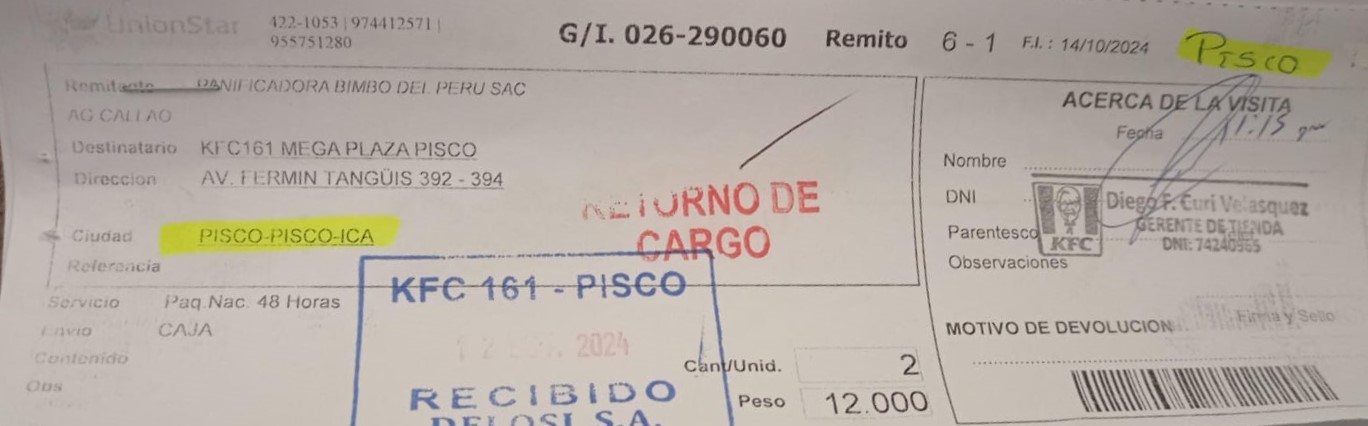 UnionStar
422-1053 | 974412571 |
955751280
G/I. 026-290060 Remito 6 - 1 F.I. : 14/10/2024 PISCO
Remitente PANIFICADORA BIMBO DEL PERU SAC
AG CALLAO
Destinatario KFC161 MEGA PLAZA PISCO
Direccion AV. FERMIN TANGÜIS 392 - 394
Ciudad PISCO-PISCO-ICA
Referencia
RETORNO DE
CARGO
ACERCA DE LA VISITA
Fecha 11:15
Nombre
DNI
Parentesco
Observaciones
KFC
Diego F. Curi Velasquez
GERENTE DE TIENDA
DNI: 74240965
Firma y Sello
MOTIVO DE DEVOLUCION
Servicio Paq.Nac. 48 Horas
Envio CAJA
Contenido
Obs
KFC 161 - PISCO
2024
RECIBIDO
DELOSI S.A.
Cant/Unid. 2
Peso 12.000